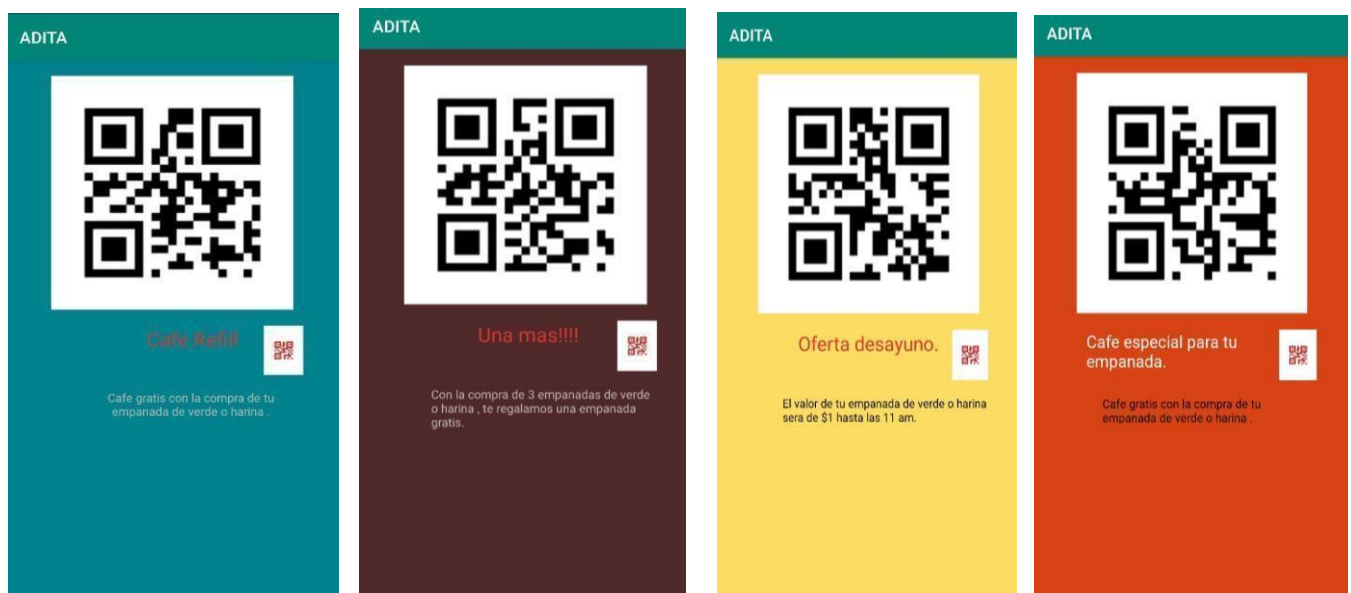 ADITA
Cafe Refill
Cafe gratis con la compra de tu
empanada de verde o harina .
ADITA
Una mas!!!!
Con la compra de 3 empanadas de verde
o harina , te regalamos una empanada
gratis.
ADITA
Oferta desayuno.
El valor de tu empanada de verde o harina
sera de $1 hasta las 11 am.
ADITA
Cafe especial para tu
empanada.
Cafe gratis con la compra de tu
empanada de verde o harina .